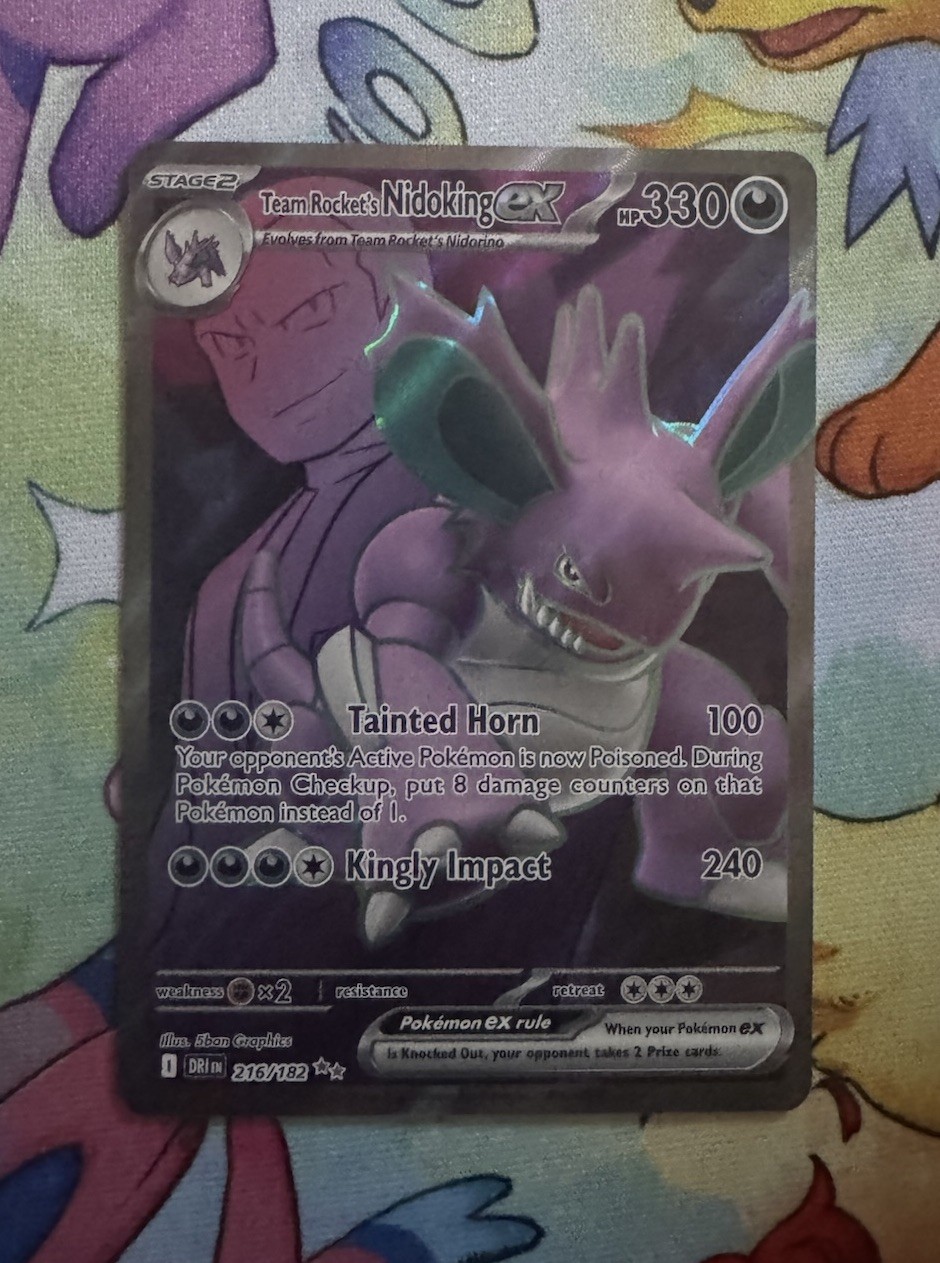 STAGE2
Team Rocket's Nidoking ex HP 330
Evolves from Team Rocket's Nidorino
Tainted Horn 100
Your opponent's Active Pokémon is now Poisoned. During
Pokémon Checkup, put 8 damage counters on that
Pokémon instead of 1.
Kingly Impact 240
weakness ×2 resistance retreat
Pokémon ex rule When your Pokémon ex
is Knocked Out, your opponent takes 2 Prize cards.
Illus. 5ban Graphics
I DRI EN 216/182